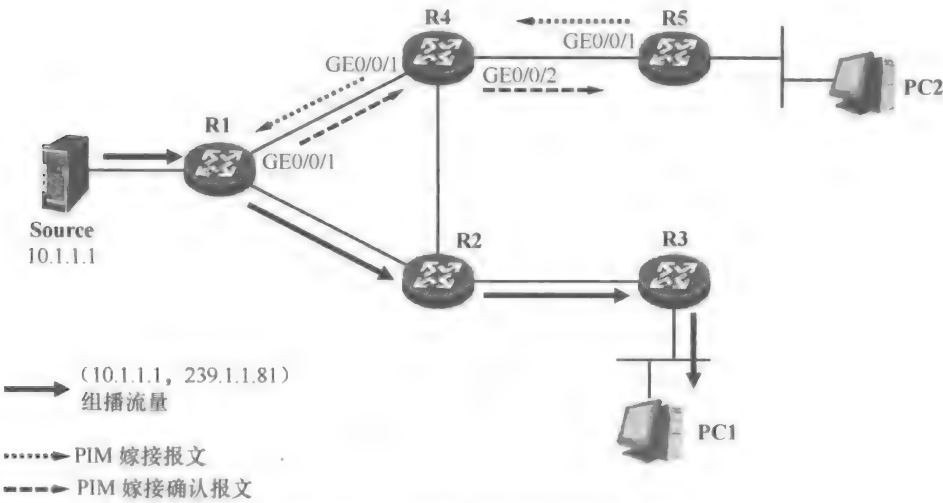 R4
R5
GE0/0/1
GE0/0/1
GE0/0/2
PC2
R1
GE0/0/1
Source
10.1.1.1
R2
R3
(10.1.1.1, 239.1.1.81)
组播流量
PC1
PIM 嫁接报文
PIM 嫁接确认报文